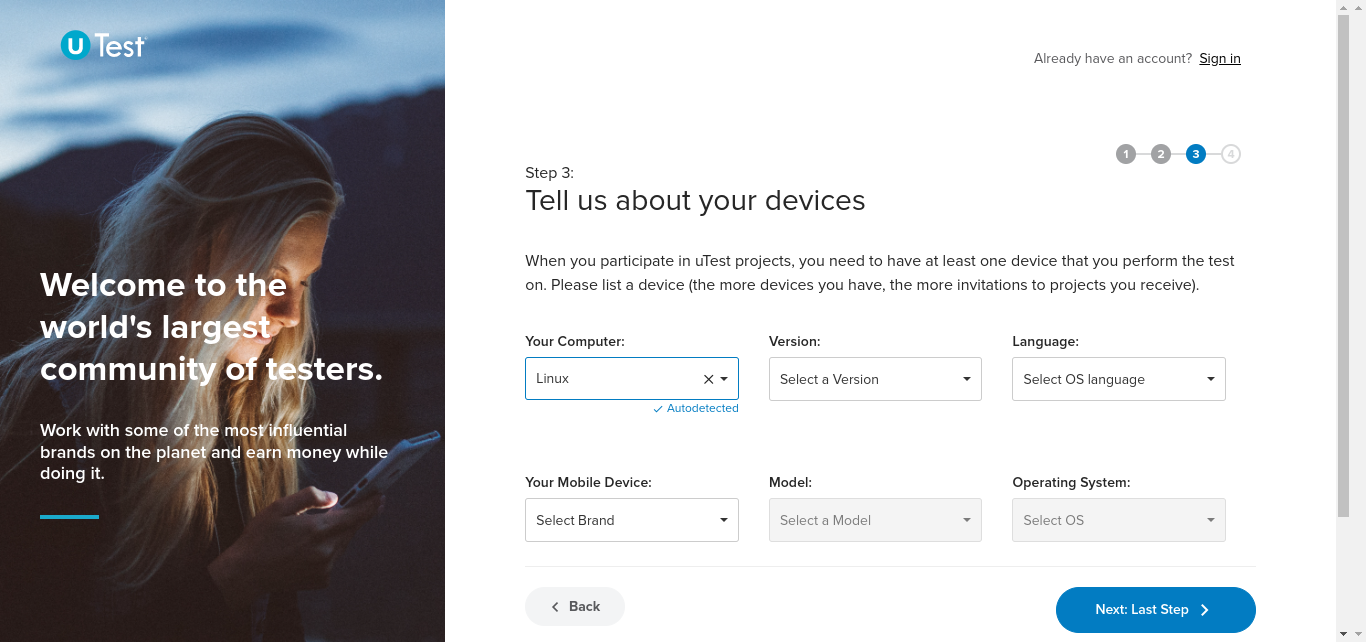 uTest
Already have an account? Sign in
1 2 3 4
Step 3:
Tell us about your devices
Welcome to the
world's largest
community of testers.
Work with some of the most influential
brands on the planet and earn money while
doing it.
When you participate in uTest projects, you need to have at least one device that you perform the test
on. Please list a device (the more devices you have, the more invitations to projects you receive).
Your Computer: Version: Language:
Linux Select a Version Select OS language
Autodetected
Your Mobile Device: Model: Operating System:
Select Brand Select a Model Select OS
Back Next: Last Step